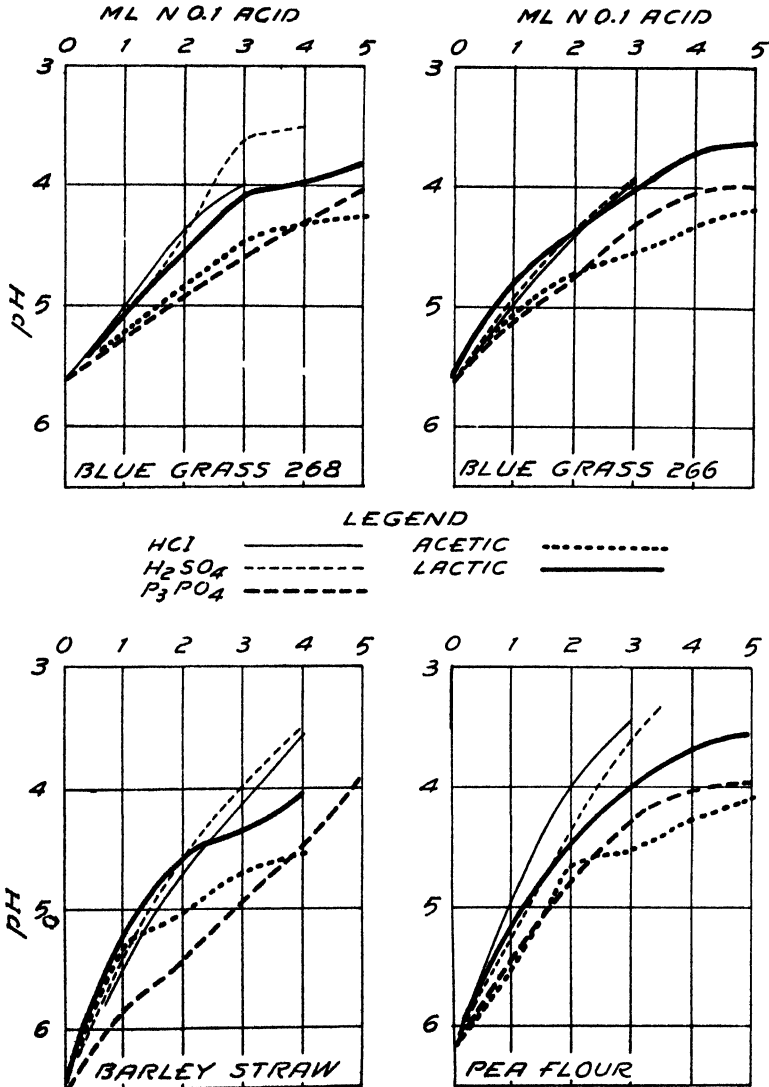 ML N 0.1 ACID
ML N 0.1 ACID
0 1 2 3 4 5
0 1 2 3 4 5
3
4
5
6
pH
3
4
5
6
BLUE GRASS 268
BLUE GRASS 266
LEGEND
HCl
ACETIC
H2SO4
LACTIC
P3PO4
0 1 2 3 4 5
0 1 2 3 4 5
3
4
5
6
pH
3
4
5
6
BARLEY STRAW
PEA FLOUR